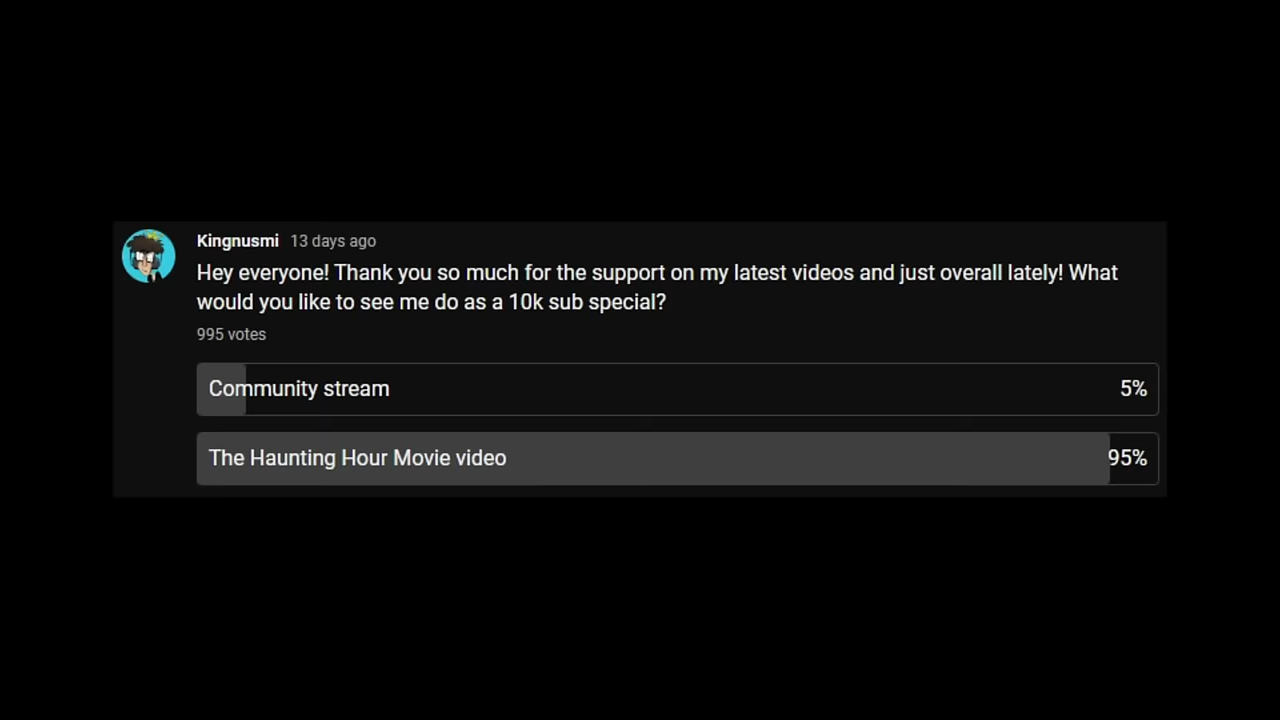 Kingnusmi 13 days ago
Hey everyone! Thank you so much for the support on my latest videos and just overall lately! What
would you like to see me do as a 10k sub special?
995 votes
Community stream 5%
The Haunting Hour Movie video 95%